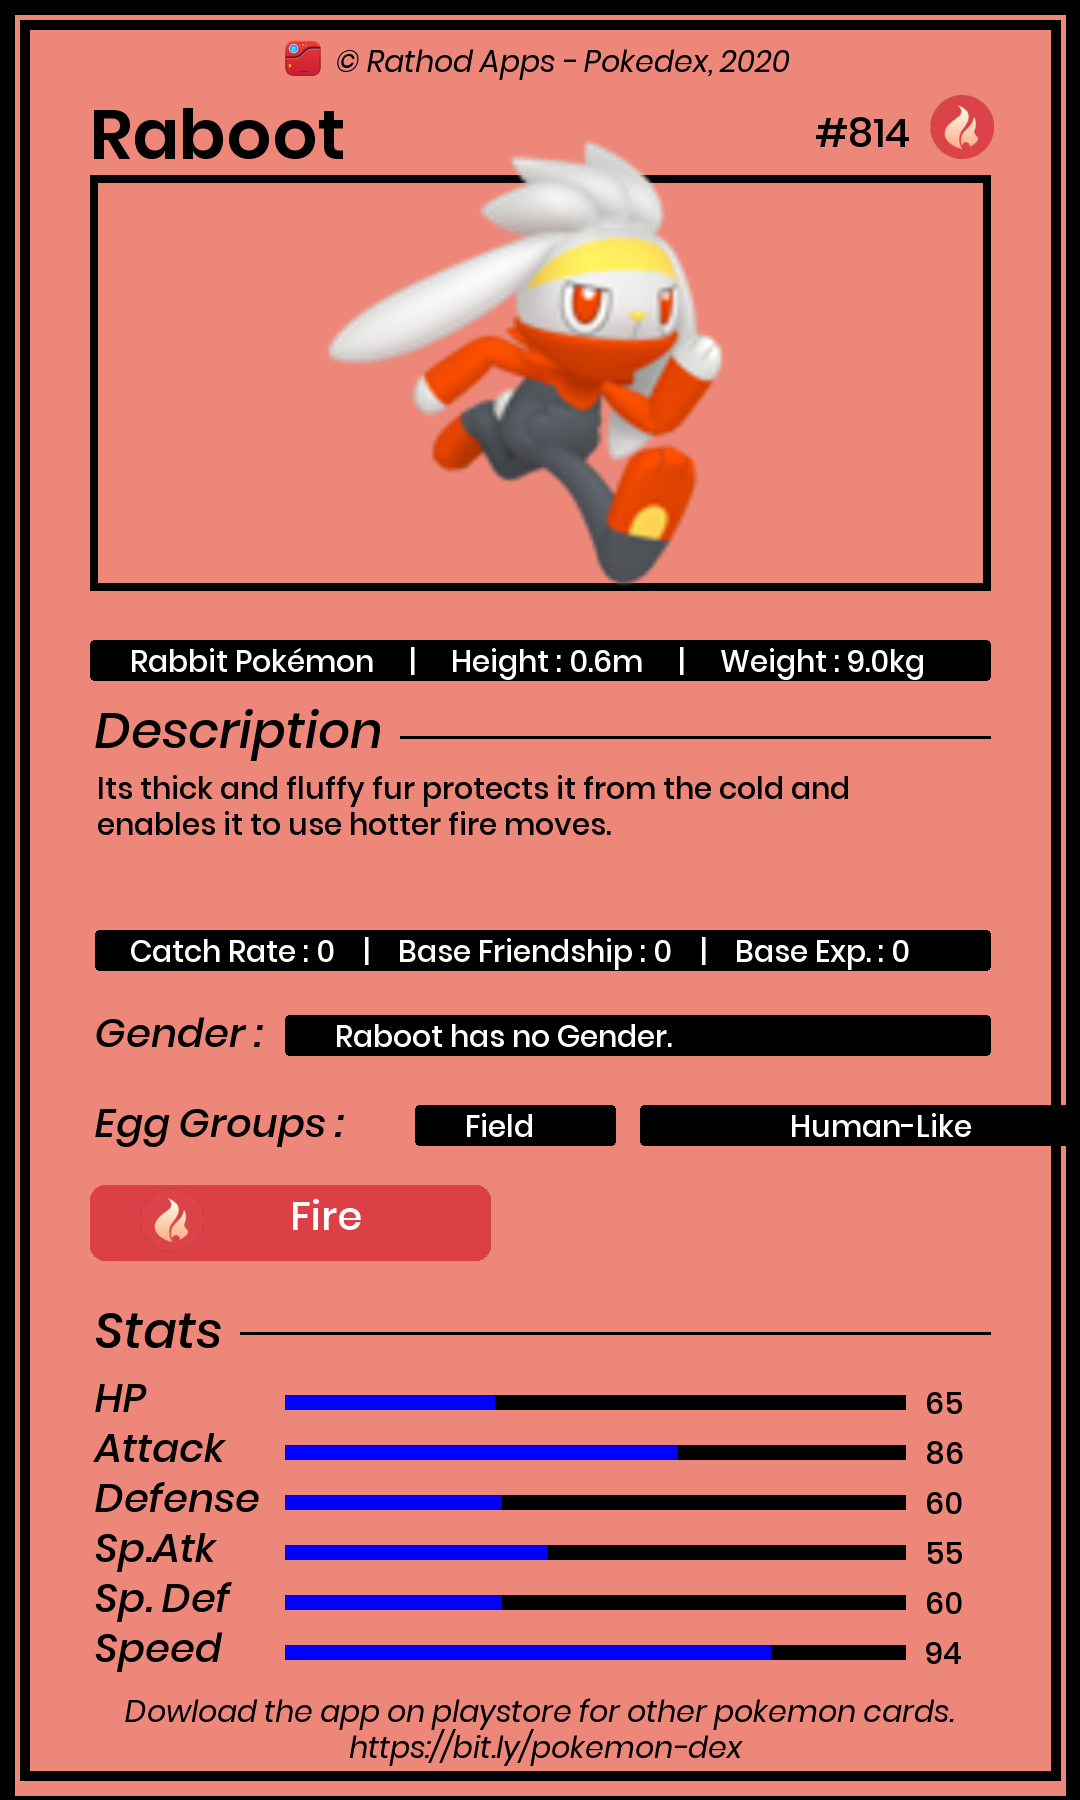 © Rathod Apps - Pokedex, 2020
Raboot
#814
Rabbit Pokémon | Height : 0.6m | Weight : 9.0kg
Description
Its thick and fluffy fur protects it from the cold and
enables it to use hotter fire moves.
Catch Rate : 0 | Base Friendship : 0 | Base Exp. : 0
Gender : Raboot has no Gender.
Egg Groups : Field Human-Like
Fire
Stats
HP 65
Attack 86
Defense 60
Sp.Atk 55
Sp. Def 60
Speed 94
Dowload the app on playstore for other pokemon cards.
https://bit.ly/pokemon-dex